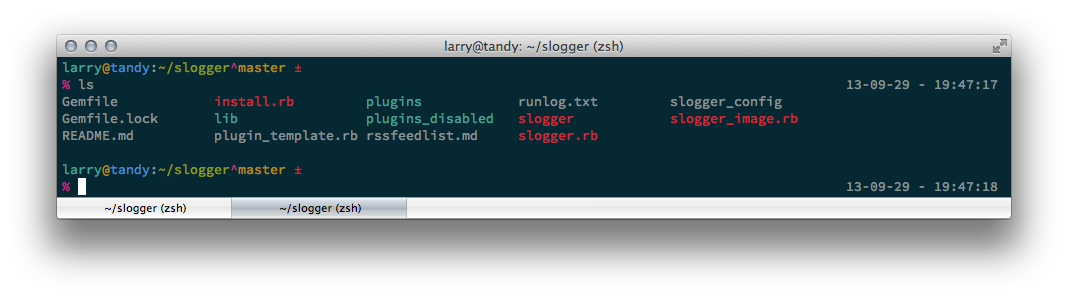 larry@tandy: ~/slogger (zsh)
larry@tandy:~/slogger^master ±
% ls 13-09-29 - 19:47:17
Gemfile install.rb plugins runlog.txt slogger_config
Gemfile.lock lib plugins_disabled slogger slogger_image.rb
README.md plugin_template.rb rssfeedlist.md slogger.rb
larry@tandy:~/slogger^master ±
% 13-09-29 - 19:47:18
~/slogger (zsh) ~/slogger (zsh)